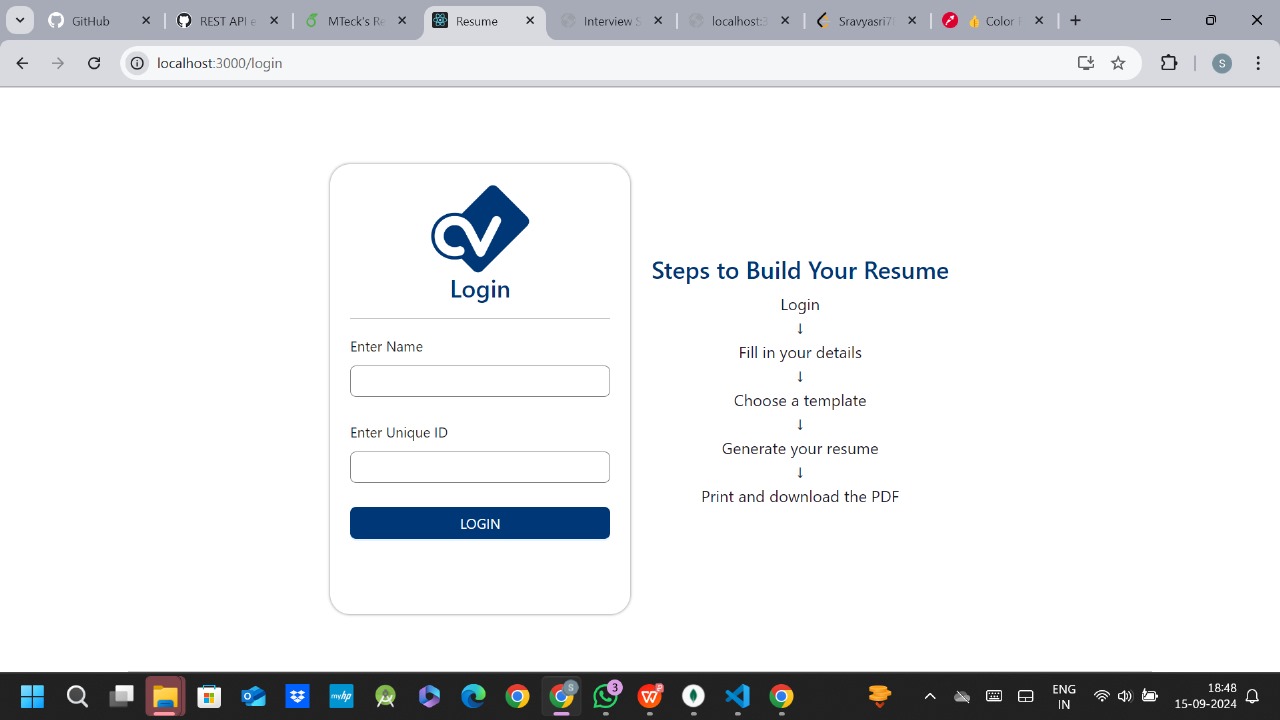 GitHub
REST API e
MTeck's Re
Resume
Interview S
localhost:3
Sravyasri7
Color
localhost:3000/login
S
CV
Login
Enter Name
Enter Unique ID
LOGIN
Steps to Build Your Resume
Login
↓
Fill in your details
↓
Choose a template
↓
Generate your resume
↓
Print and download the PDF
myhp
S
3
ENG
IN
18:48
15-09-2024